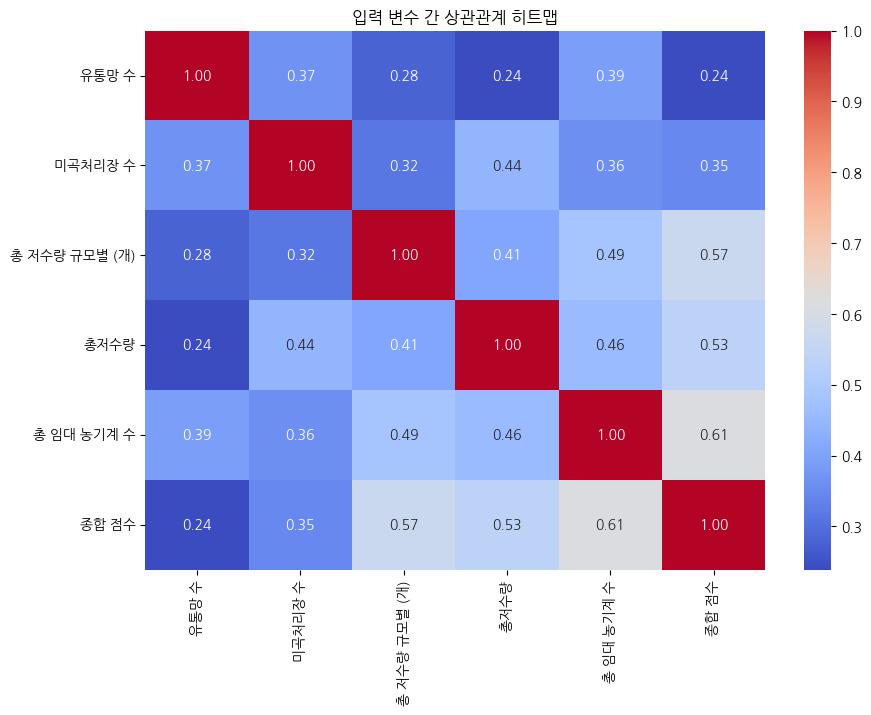 입력 변수 간 상관관계 히트맵
유통망 수 1.00 0.37 0.28 0.24 0.39 0.24
미곡처리장 수 0.37 1.00 0.32 0.44 0.36 0.35
총 저수량 규모별 (개) 0.28 0.32 1.00 0.41 0.49 0.57
총저수량 0.24 0.44 0.41 1.00 0.46 0.53
총 임대 농기계 수 0.39 0.36 0.49 0.46 1.00 0.61
종합 점수 0.24 0.35 0.57 0.53 0.61 1.00
유통망 수
미곡처리장 수
총 저수량 규모별 (개)
총저수량
총 임대 농기계 수
종합 점수
1.0
0.9
0.8
0.7
0.6
0.5
0.4
0.3